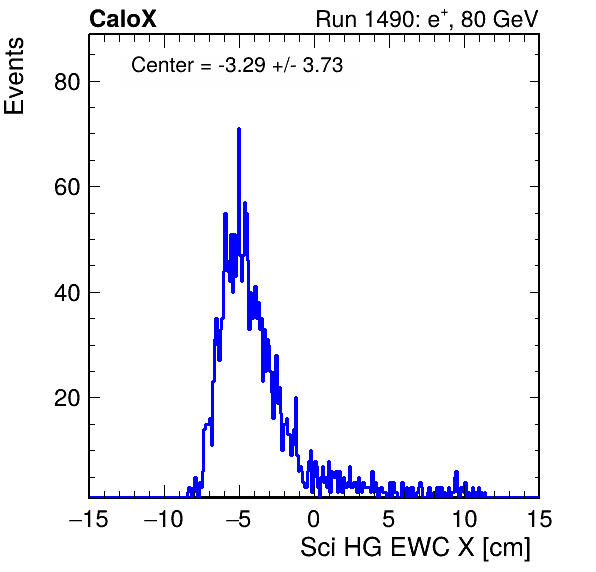 CaloX Run 1490: e⁺, 80 GeV
Center = -3.29 +/- 3.73
Events
80
60
40
20
−15 −10 −5 0 5 10 15
Sci HG EWC X [cm]